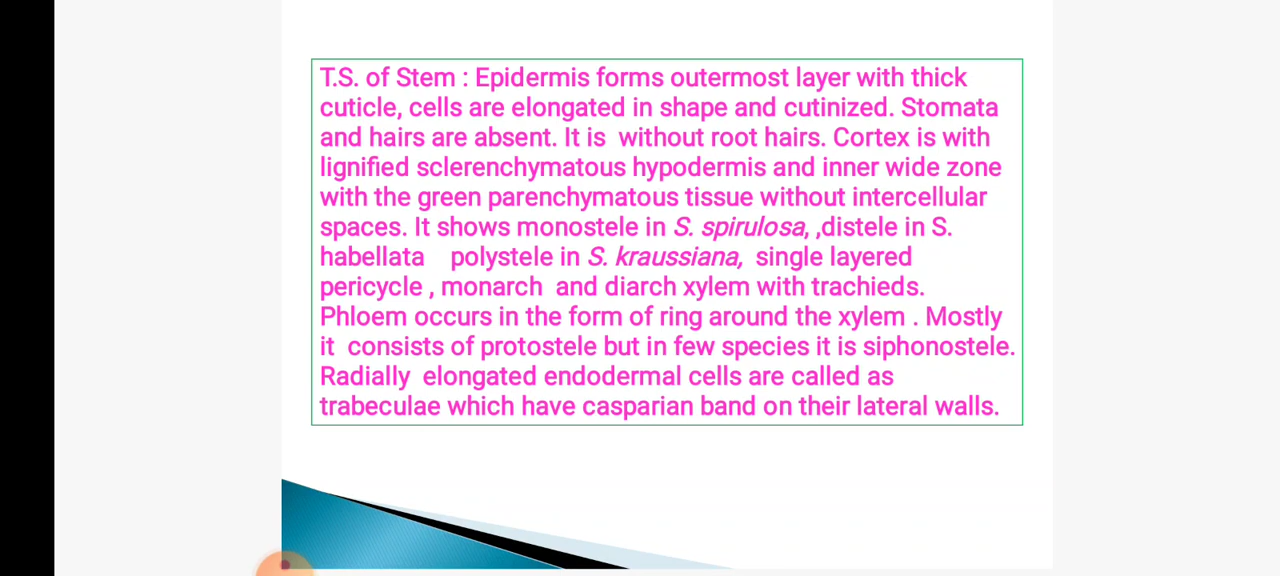 T.S. of Stem : Epidermis forms outermost layer with thick
cuticle, cells are elongated in shape and cutinized. Stomata
and hairs are absent. It is  without root hairs. Cortex is with
lignified sclerenchymatous hypodermis and inner wide zone
with the green parenchymatous tissue without intercellular
spaces. It shows monostele in S. spirulosa, ,distele in S.
habellata    polystele in S. kraussiana,  single layered
pericycle , monarch  and diarch xylem with trachieds.
Phloem occurs in the form of ring around the xylem . Mostly
it  consists of protostele but in few species it is siphonostele.
Radially  elongated endodermal cells are called as
trabeculae which have casparian band on their lateral walls.